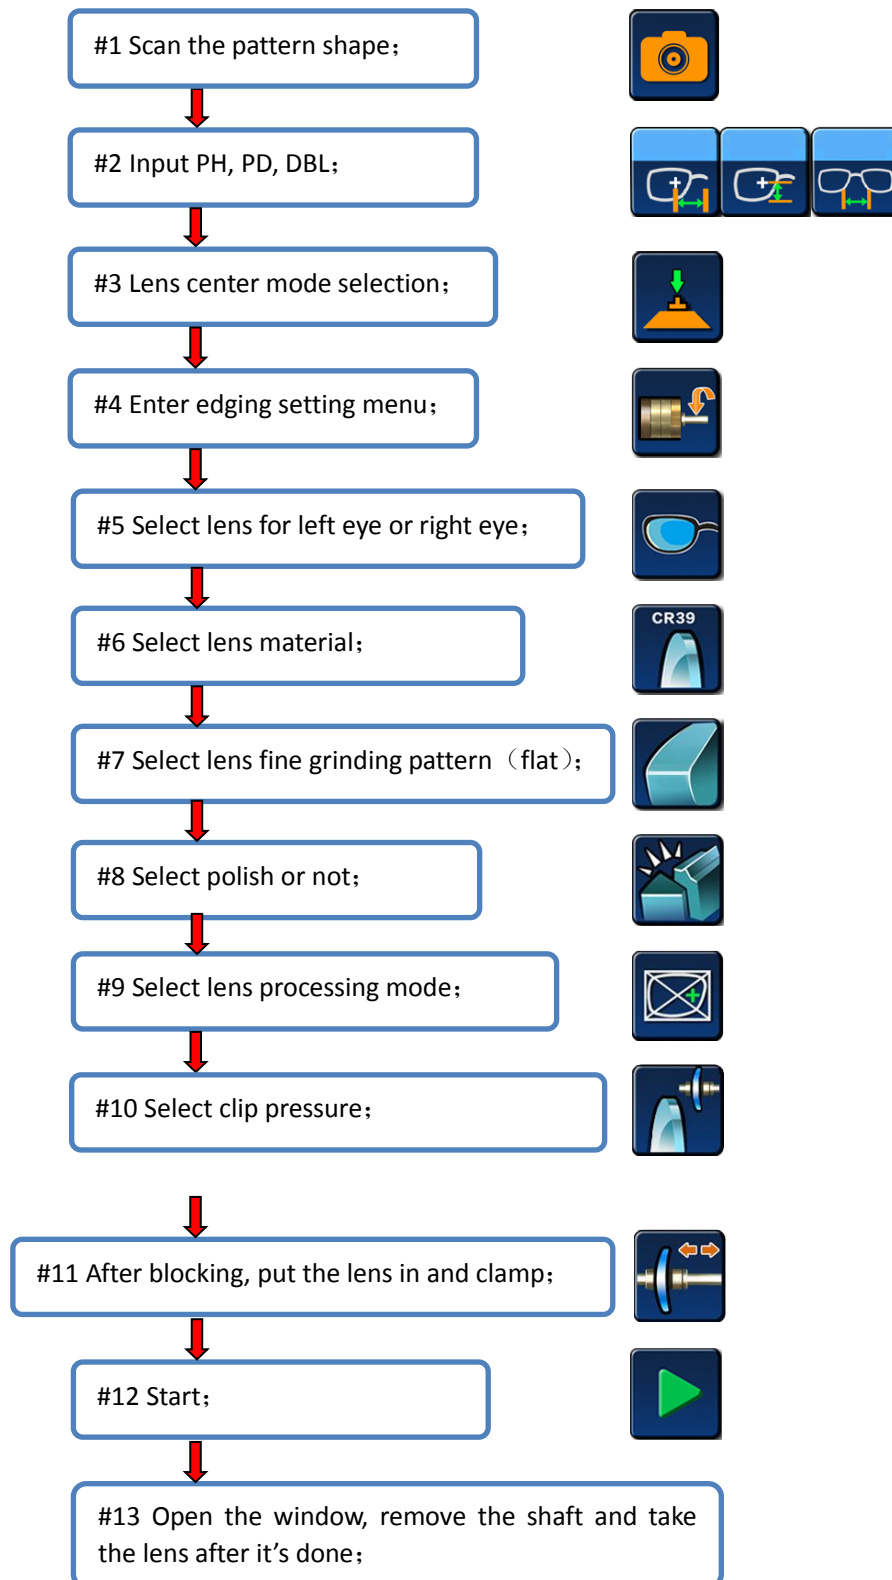 #1 Scan the pattern shape；
#2 Input PH, PD, DBL；
#3 Lens center mode selection；
#4 Enter edging setting menu；
#5 Select lens for left eye or right eye；
#6 Select lens material；
CR39
#7 Select lens fine grinding pattern（flat）；
#8 Select polish or not；
#9 Select lens processing mode；
#10 Select clip pressure；
#11 After blocking, put the lens in and clamp；
#12 Start；
#13 Open the window, remove the shaft and take
the lens after it’s done；